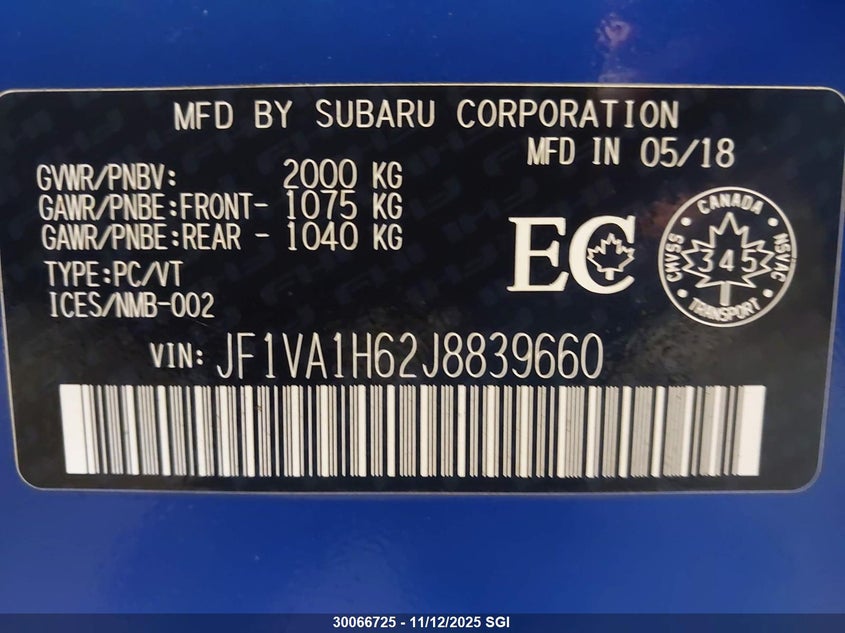 MFD BY SUBARU CORPORATION
MFD IN 05/18
GVWR/PNBV: 2000 KG
GAWR/PNBE:FRONT- 1075 KG
GAWR/PNBE:REAR - 1040 KG
TYPE:PC/VT
ICES/NMB-002
EC
CANADA
CMVSS
345
NSVAC
TRANSPORT
VIN: JF1VA1H62J8839660
30066725 - 11/12/2025 SGI